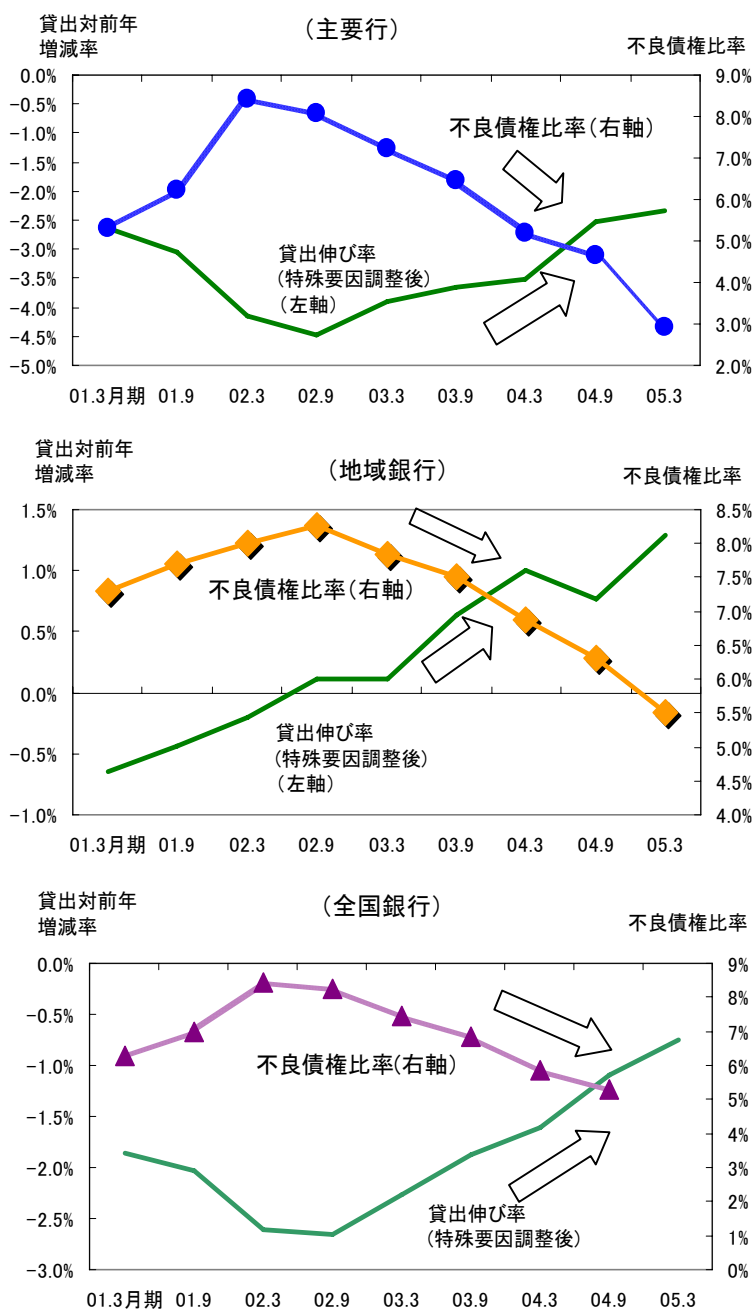 (主要行)
貸出対前年
増減率
不良債権比率
0.0%
-0.5%
-1.0%
-1.5%
-2.0%
-2.5%
-3.0%
-3.5%
-4.0%
-4.5%
-5.0%
9.0%
8.0%
7.0%
6.0%
5.0%
4.0%
3.0%
2.0%
不良債権比率(右軸)
貸出伸び率
(特殊要因調整後)
(左軸)
01.3月期 01.9 02.3 02.9 03.3 03.9 04.3 04.9 05.3
(地域銀行)
貸出対前年
増減率
不良債権比率
1.5%
1.0%
0.5%
0.0%
-0.5%
-1.0%
8.5%
8.0%
7.5%
7.0%
6.5%
6.0%
5.5%
5.0%
4.5%
4.0%
不良債権比率(右軸)
貸出伸び率
(特殊要因調整後)
(左軸)
01.3月期 01.9 02.3 02.9 03.3 03.9 04.3 04.9 05.3
(全国銀行)
貸出対前年
増減率
不良債権比率
0.0%
-0.5%
-1.0%
-1.5%
-2.0%
-2.5%
-3.0%
9%
8%
7%
6%
5%
4%
3%
2%
1%
0%
不良債権比率(右軸)
貸出伸び率
(特殊要因調整後)
01.3月期 01.9 02.3 02.9 03.3 03.9 04.3 04.9 05.3